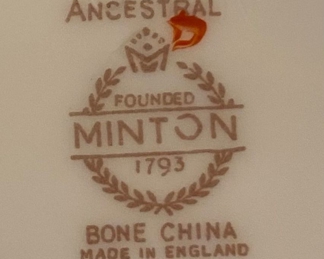 ANCESTRAL
FOUNDED
MINTON
1793
BONE CHINA
MADE IN ENGLAND